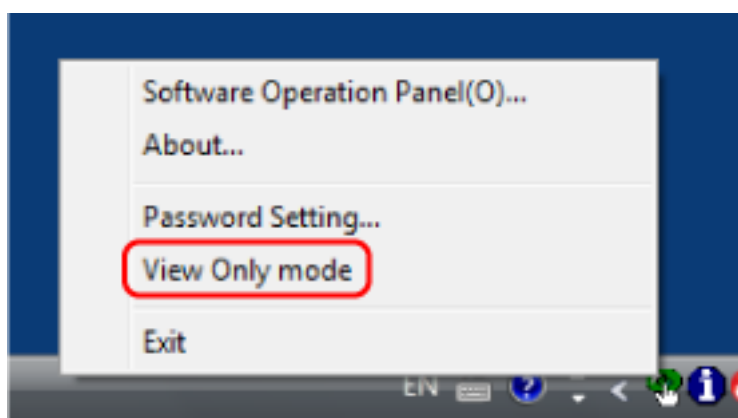 Software Operation Panel(O)...
About...
Password Setting...
View Only mode
Exit
EN